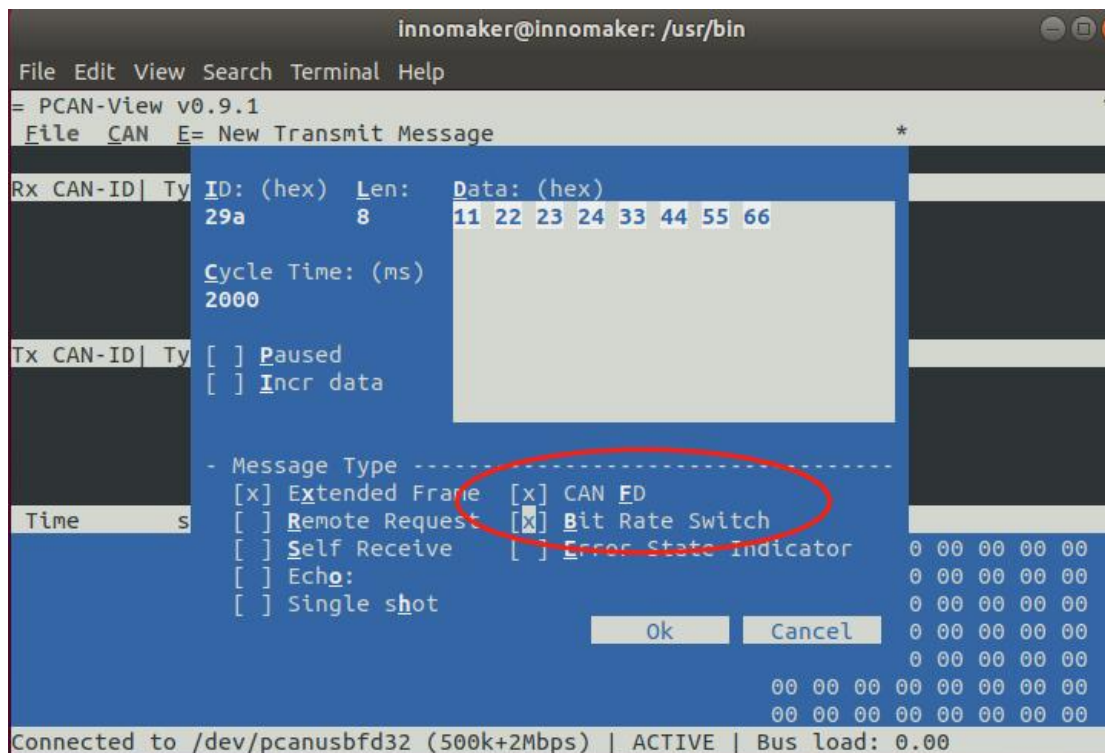 innomaker@innomaker: /usr/bin
File Edit View Search Terminal Help
= PCAN-View v0.9.1
File CAN E= New Transmit Message *
Rx CAN-ID| Ty ID: (hex) Len: Data: (hex)
29a 8 11 22 23 24 33 44 55 66
Cycle Time: (ms)
2000
Tx CAN-ID| Ty [ ] Paused
[ ] Incr data
- Message Type -----------------------------------
[x] Extended Frame [x] CAN FD
Time s [ ] Remote Request [x] Bit Rate Switch
[ ] Self Receive [ ] Error State Indicator 0 00 00 00 00
[ ] Echo: 0 00 00 00 00
[ ] Single shot 0 00 00 00 00
Ok Cancel 0 00 00 00 00
0 00 00 00 00
00 00 00 00 00 00 00 00
00 00 00 00 00 00 00 00
Connected to /dev/pcanusbfd32 (500k+2Mbps) | ACTIVE | Bus load: 0.00